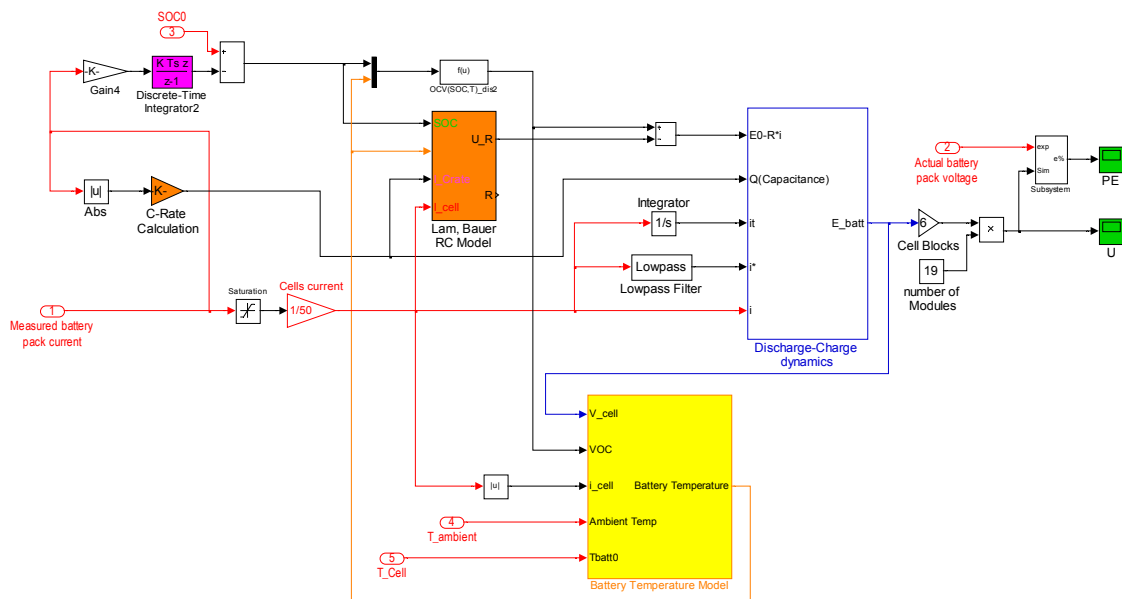 SOC0
3
+
-
-K-
Gain4
K Ts z
z-1
Discrete-Time
Integrator2
f(u)
OCV(SOC,T)_dis2
SOC
U_R
I_Crate
R
I_cell
Lam, Bauer
RC Model
+
-
|u|
Abs
K-
C-Rate
Calculation
E0-R*i
Q(Capacitance)
it
i*
i
E_batt
Discharge-Charge
dynamics
Integrator
1/s
Lowpass
Lowpass Filter
2
Actual battery
pack voltage
exp
Sim
e%
Subsystem
PE
6
Cell Blocks
×
U
19
number of
Modules
1
Measured battery
pack current
Saturation
Cells current
1/50
V_cell
VOC
i_cell
Battery Temperature
Ambient Temp
Tbatt0
Battery Temperature Model
|u|
4
T_ambient
5
T_Cell